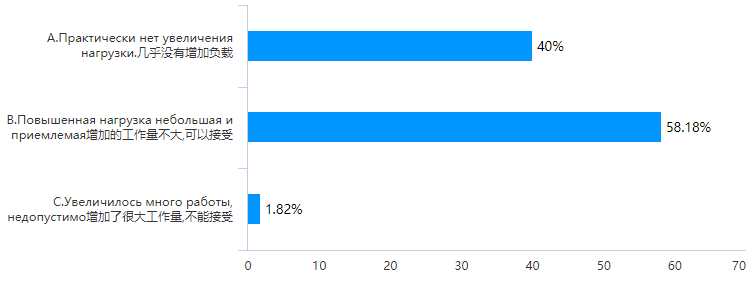 A.Практически нет увеличения
нагрузки.几乎没有增加负载
40%
B.Повышенная нагрузка небольшая и
приемлемая增加的工作量不大,可以接受
58.18%
C.Увеличилось много работы,
недопустимо增加了很大工作量,不能接受
1.82%
0 10 20 30 40 50 60 70